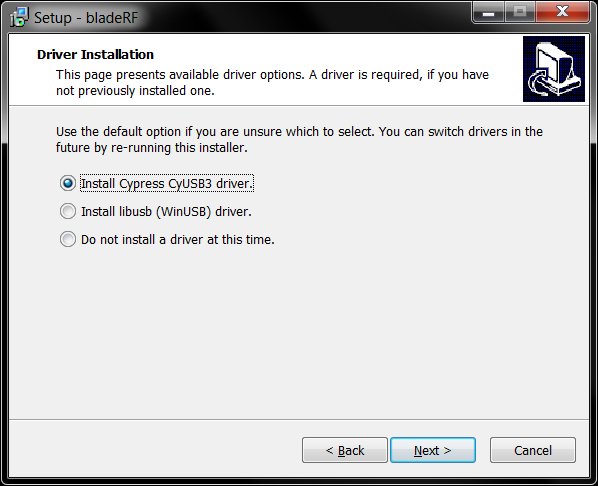 Setup - bladeRF
Driver Installation
This page presents available driver options. A driver is required, if you have
not previously installed one.
Use the default option if you are unsure which to select. You can switch drivers in the
future by re-running this installer.
Install Cypress CyUSB3 driver.
Install libusb (WinUSB) driver.
Do not install a driver at this time.
< Back
Next >
Cancel